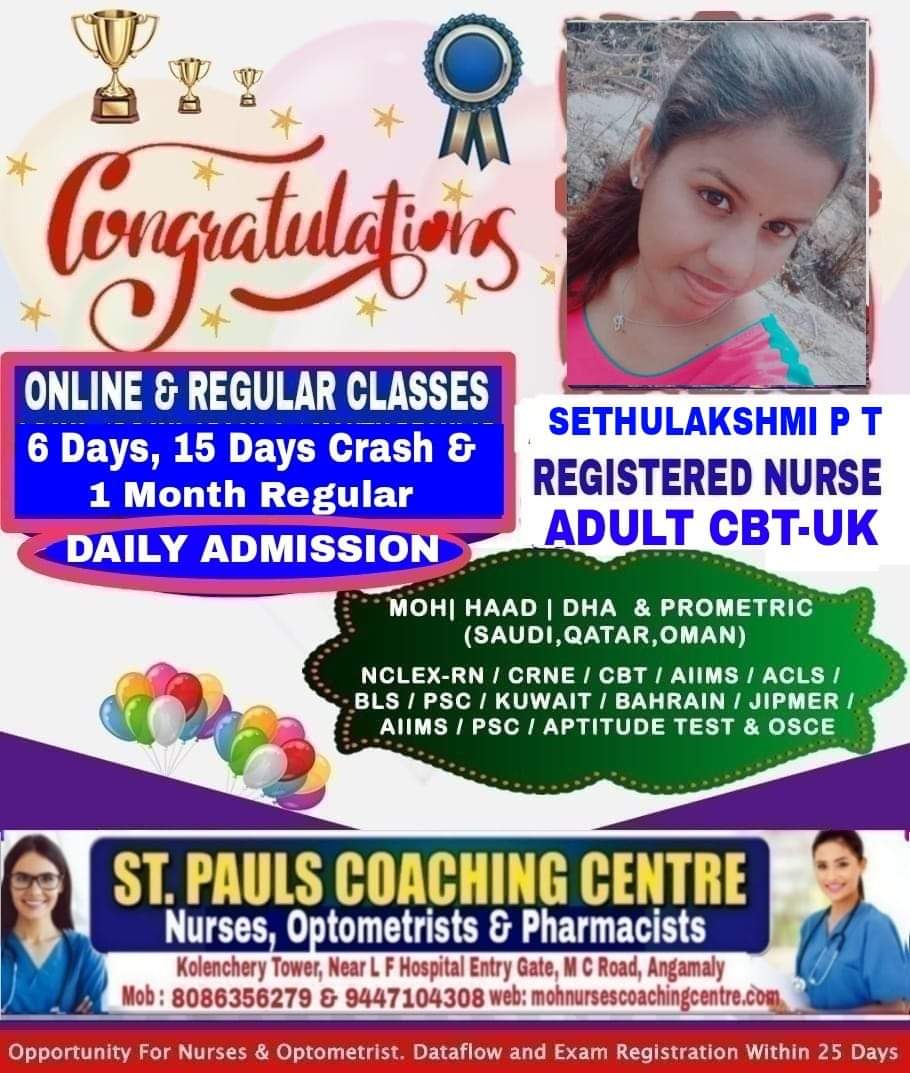 Congratulations
ONLINE & REGULAR CLASSES
6 Days, 15 Days Crash &
1 Month Regular
DAILY ADMISSION
SETHULAKSHMI P T
REGISTERED NURSE
ADULT CBT-UK
MOH| HAAD | DHA & PROMETRIC
(SAUDI,QATAR,OMAN)
NCLEX-RN / CRNE / CBT / AIIMS / ACLS /
BLS / PSC / KUWAIT / BAHRAIN / JIPMER /
AIIMS / PSC / APTITUDE TEST & OSCE
ST. PAULS COACHING CENTRE
Nurses, Optometrists & Pharmacists
Kolenchery Tower, Near L F Hospital Entry Gate, M C Road, Angamaly
Mob : 8086356279 & 9447104308 web: mohnursescoachingcentre.com
Opportunity For Nurses & Optometrist. Dataflow and Exam Registration Within 25 Days